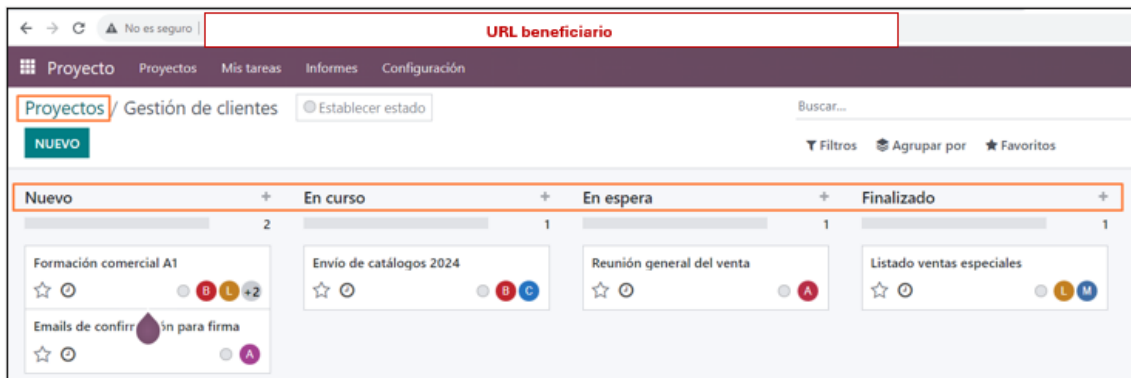 No es seguro
URL beneficiario
Proyecto Proyectos Mis tareas Informes Configuración
Proyectos / Gestión de clientes Establecer estado Buscar...
NUEVO Filtros Agrupar por Favoritos
Nuevo + En curso + En espera + Finalizado +
2 1 1 1
Formación comercial A1 Envío de catálogos 2024 Reunión general del venta Listado ventas especiales
B L +2 B C A L M
Emails de para firma
A